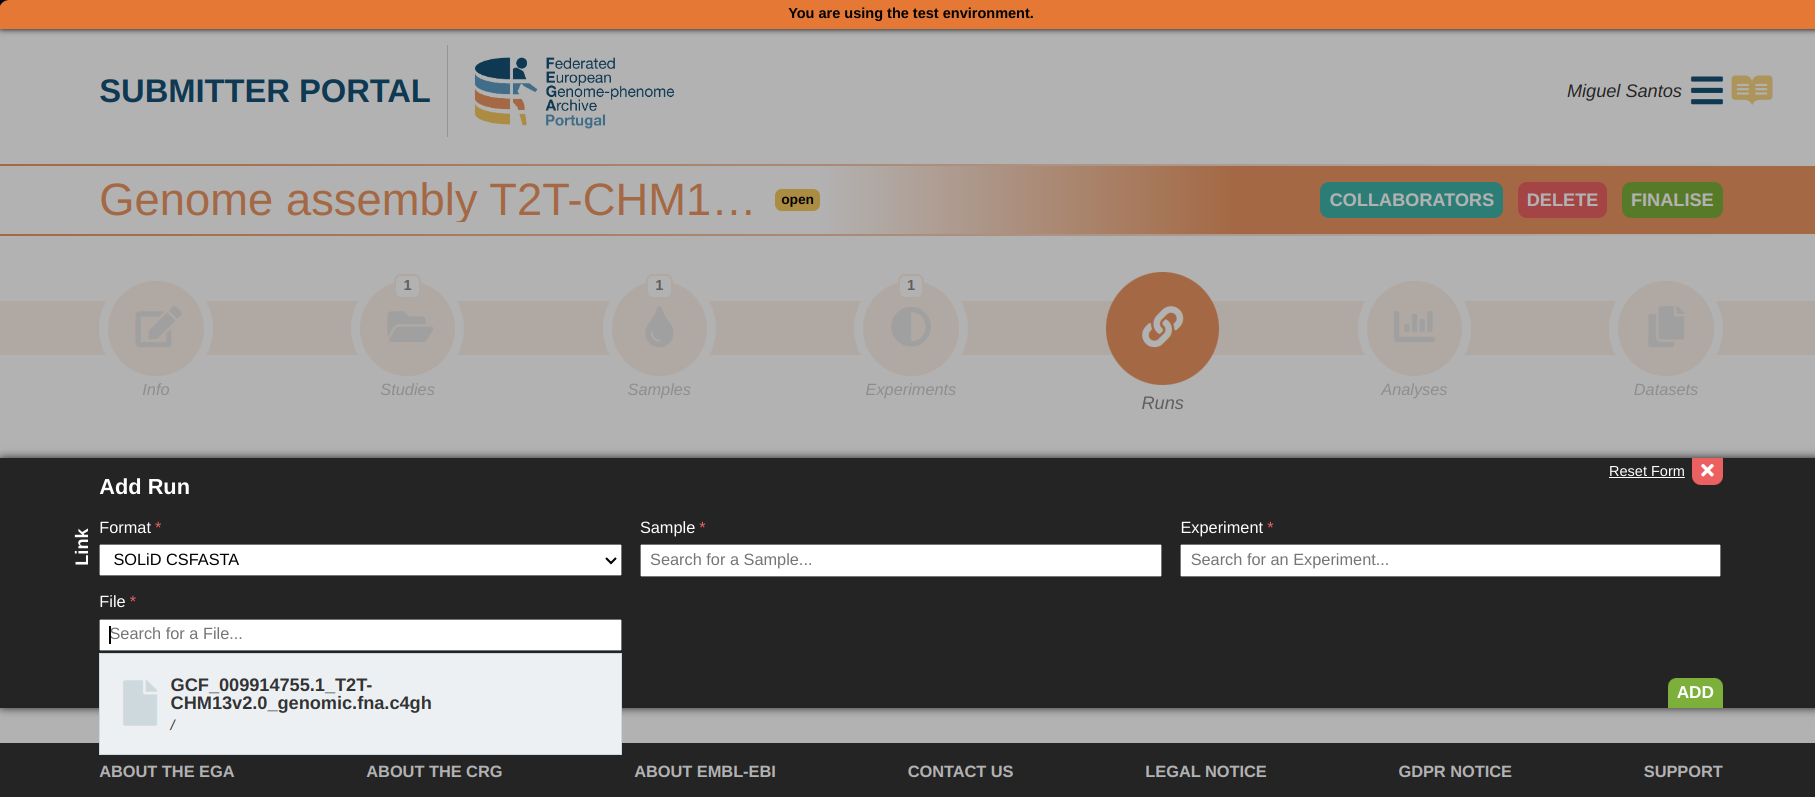 You are using the test environment.
SUBMITTER PORTAL
Federated
European
Genome-phenome
Archive
Portugal
Miguel Santos
Genome assembly T2T-CHM1...
open
COLLABORATORS
DELETE
FINALISE
1
1
1
Info
Studies
Samples
Experiments
Runs
Analyses
Datasets
Reset Form
Add Run
Link
Format *
Sample *
Experiment *
SOLiD CSFASTA
Search for a Sample...
Search for an Experiment...
File *
Search for a File...
GCF_009914755.1_T2T-
CHM13v2.0_genomic.fna.c4gh
/
ADD
ABOUT THE EGA
ABOUT THE CRG
ABOUT EMBL-EBI
CONTACT US
LEGAL NOTICE
GDPR NOTICE
SUPPORT